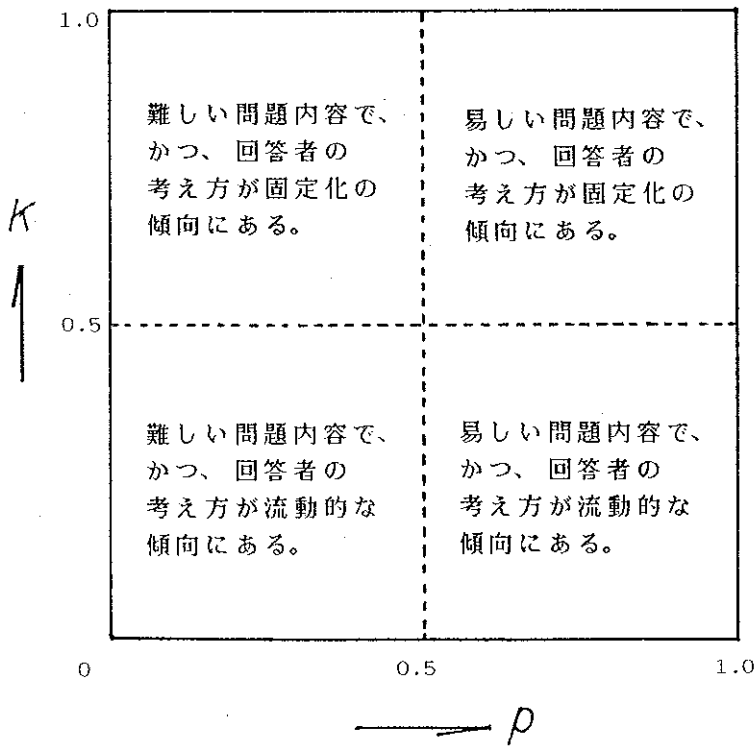 1.0
難しい問題内容で、
かつ、回答者の
考え方が固定化の
傾向にある。
易しい問題内容で、
かつ、回答者の
考え方が固定化の
傾向にある。
K
0.5
難しい問題内容で、
かつ、回答者の
考え方が流動的な
傾向にある。
易しい問題内容で、
かつ、回答者の
考え方が流動的な
傾向にある。
0
0.5
1.0
p